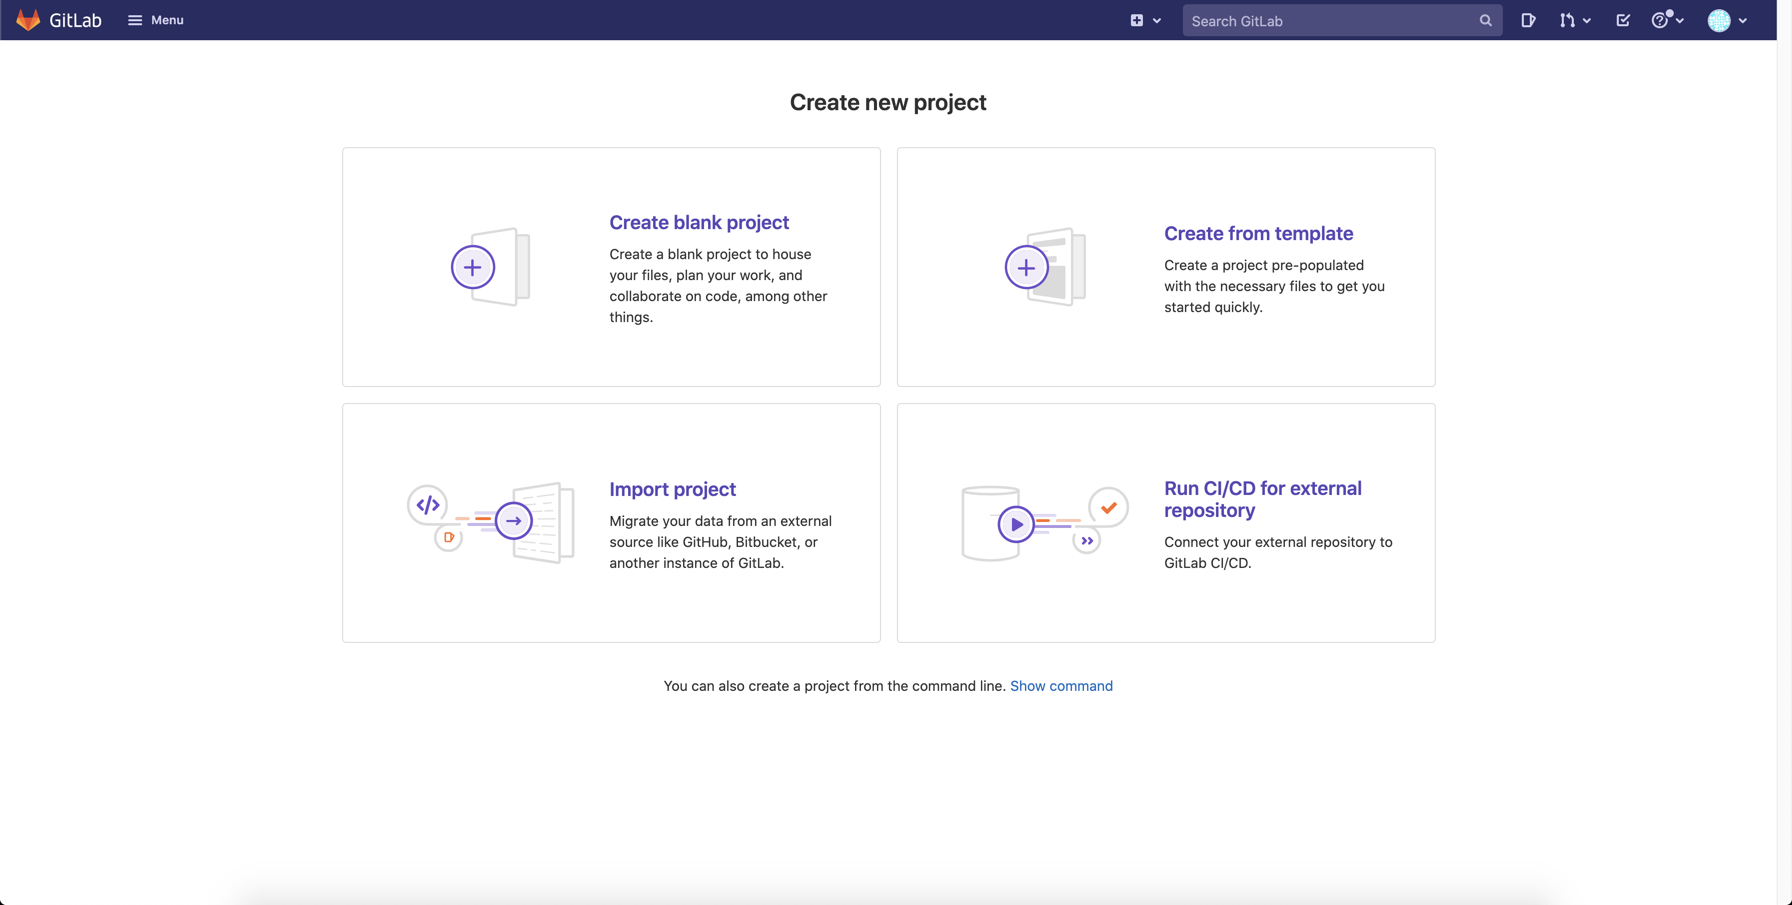 GitLab
Menu
Search GitLab
Create new project
Create blank project
Create a blank project to house
your files, plan your work, and
collaborate on code, among other
things.
Create from template
Create a project pre-populated
with the necessary files to get you
started quickly.
Import project
Migrate your data from an external
source like GitHub, Bitbucket, or
another instance of GitLab.
Run CI/CD for external
repository
Connect your external repository to
GitLab CI/CD.
You can also create a project from the command line. Show command